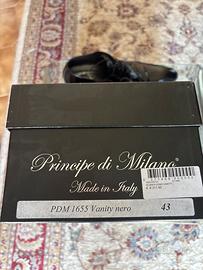 Principe di Milano®
Made in Italy
PDM 1655 Vanity nero 43